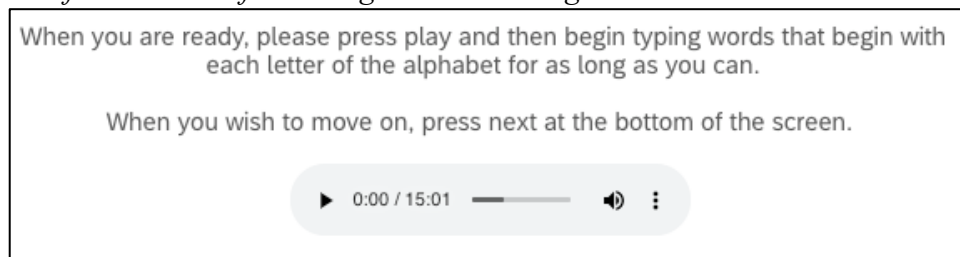 When you are ready, please press play and then begin typing words that begin with
each letter of the alphabet for as long as you can.
When you wish to move on, press next at the bottom of the screen.
0:00 / 15:01